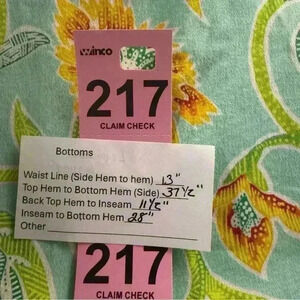 winco
217
CLAIM CHECK
Bottoms
Waist Line (Side Hem to hem) 13"
Top Hem to Bottom Hem (Side) 37 1/2"
Back Top Hem to Inseam 11 1/2"
Inseam to Bottom Hem 28"
Other
217
CLAIM CHECK